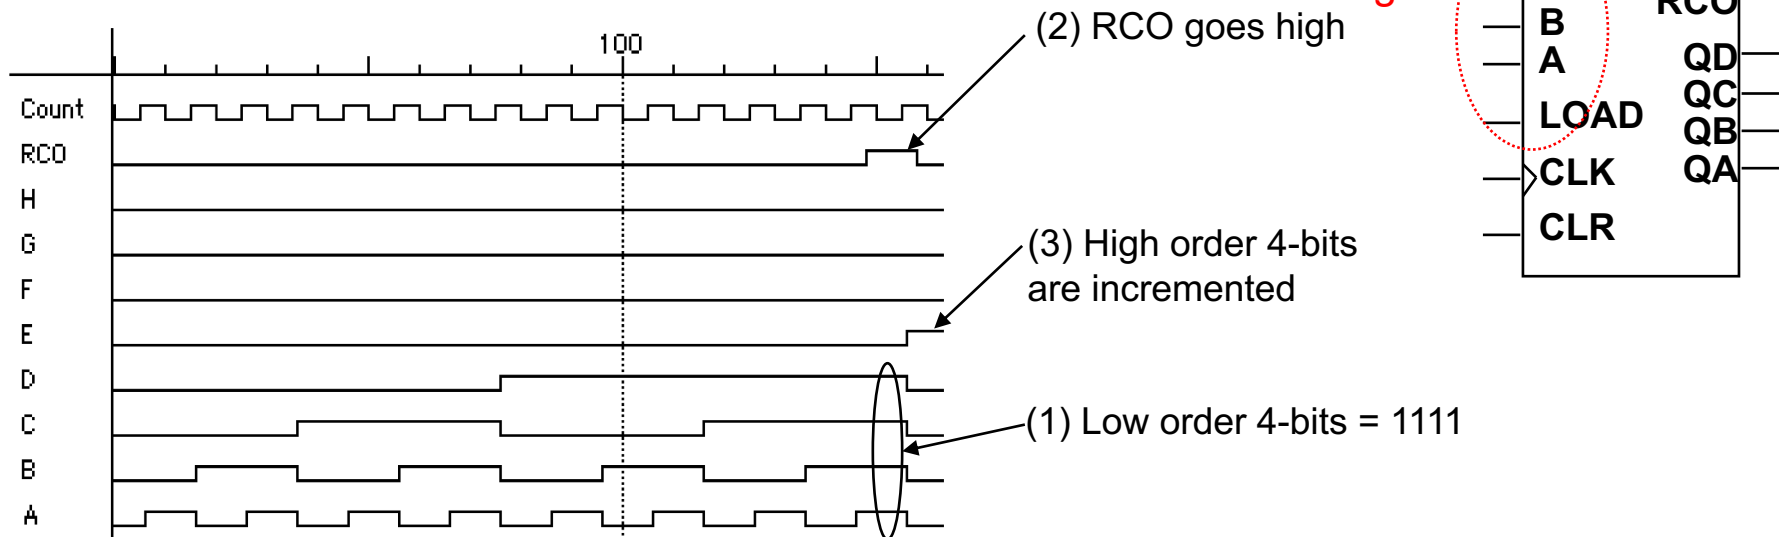 g
(2) RCO goes high
100
Count
RCO
H
G
F
E
D
C
B
A
(3) High order 4-bits
are incremented
(1) Low order 4-bits = 1111
RCO
B
A
QD
QC
LOAD
QB
CLK
QA
CLR